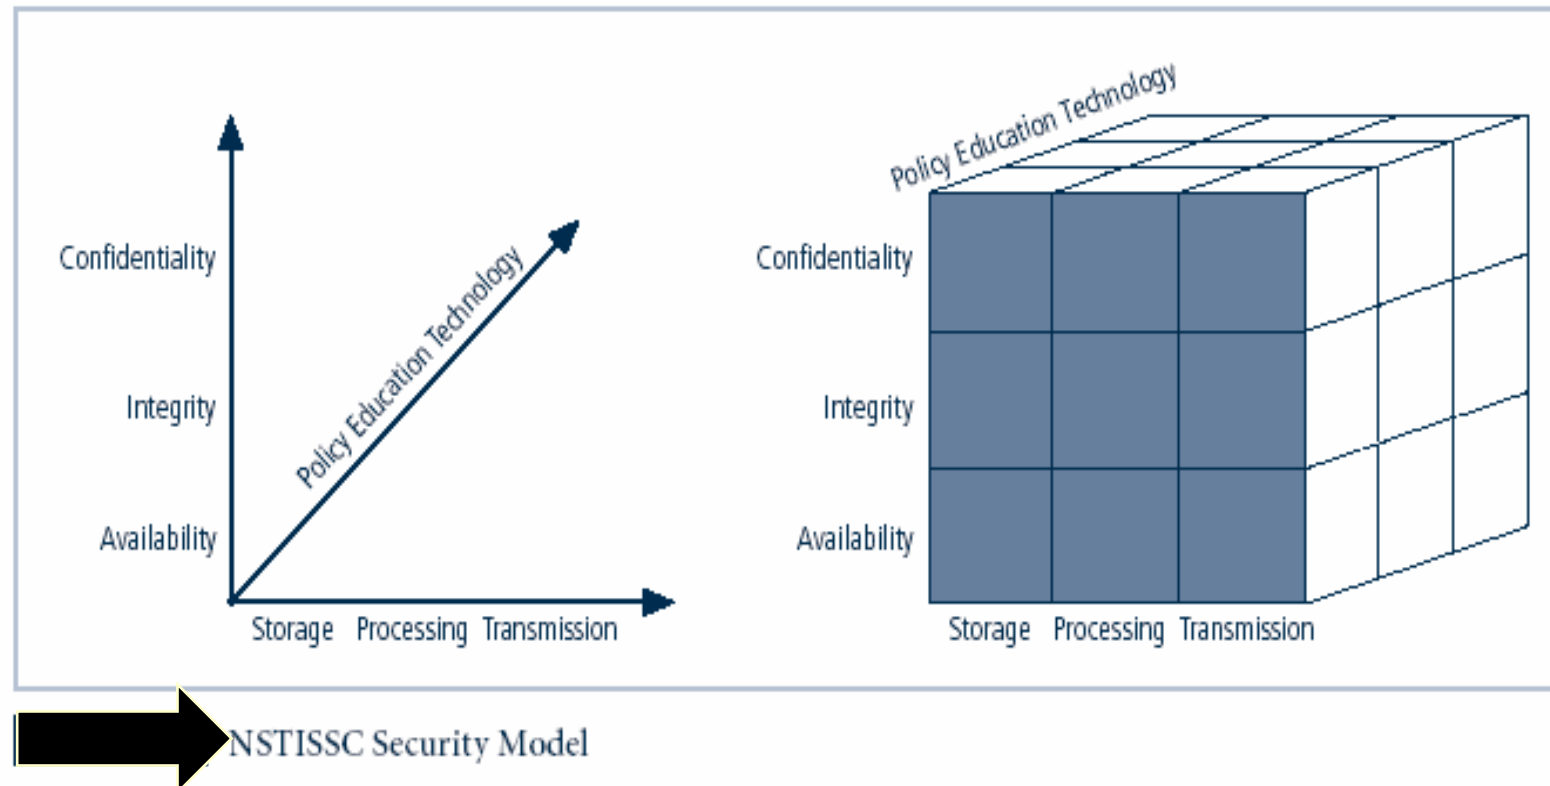 Policy Education Technology
Confidentiality
Integrity
Availability
Storage Processing Transmission
Policy Education Technology
Confidentiality
Integrity
Availability
Storage Processing Transmission
NSTISSC Security Model